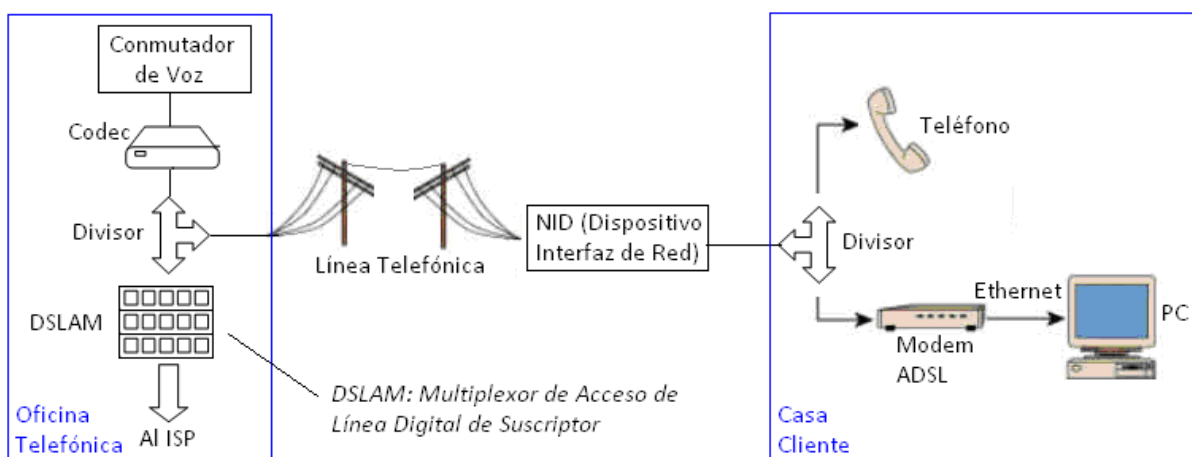 Conmutador
de Voz
Codec
Divisor
DSLAM
Al ISP
Oficina
Telefónica
Línea Telefónica
DSLAM: Multiplexor de Acceso de
Línea Digital de Suscriptor
NID (Dispositivo
Interfaz de Red)
Teléfono
Divisor
Ethernet
PC
Modem
ADSL
Casa
Cliente